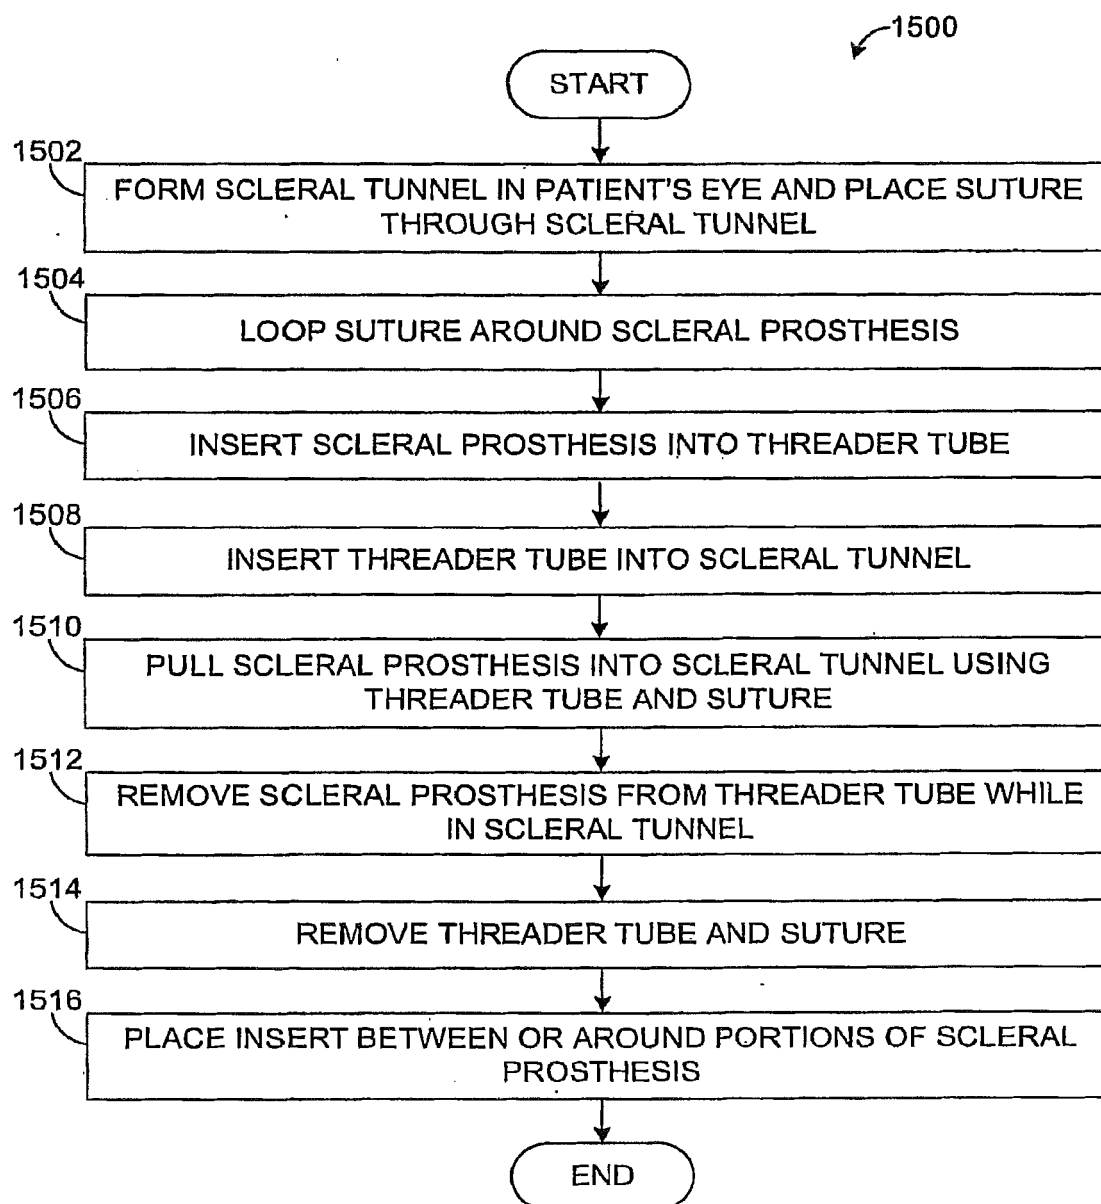 1500
START
1502
FORM SCLERAL TUNNEL IN PATIENT'S EYE AND PLACE SUTURE
THROUGH SCLERAL TUNNEL
1504
LOOP SUTURE AROUND SCLERAL PROSTHESIS
1506
INSERT SCLERAL PROSTHESIS INTO THREADER TUBE
1508
INSERT THREADER TUBE INTO SCLERAL TUNNEL
1510
PULL SCLERAL PROSTHESIS INTO SCLERAL TUNNEL USING
THREADER TUBE AND SUTURE
1512
REMOVE SCLERAL PROSTHESIS FROM THREADER TUBE WHILE
IN SCLERAL TUNNEL
1514
REMOVE THREADER TUBE AND SUTURE
1516
PLACE INSERT BETWEEN OR AROUND PORTIONS OF SCLERAL
PROSTHESIS
END